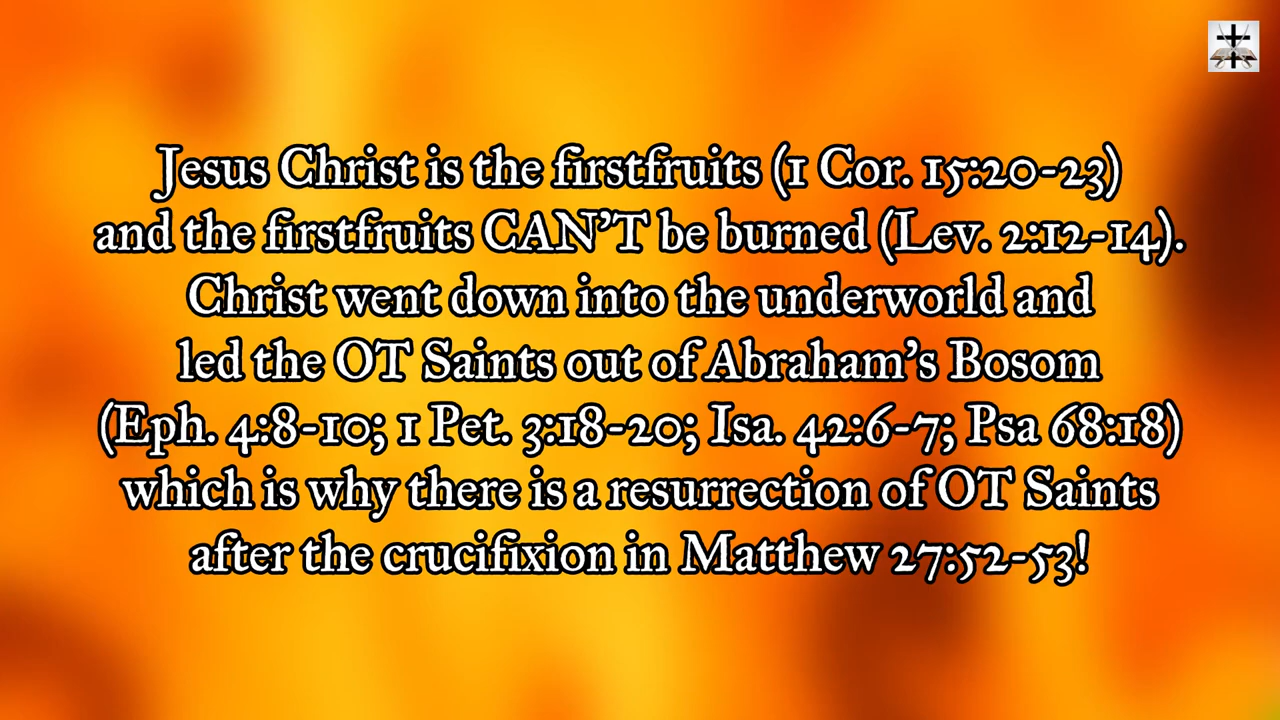 Jesus Christ is the firstfruits (1 Cor. 15:20-23)
and the firstfruits CAN'T be burned (Lev. 2:12-14).
Christ went down into the underworld and
led the OT Saints out of Abraham's Bosom
(Eph. 4:8-10; 1 Pet. 3:18-20; Isa. 42:6-7; Psa 68:18)
which is why there is a resurrection of OT Saints
after the crucifixion in Matthew 27:52-53!